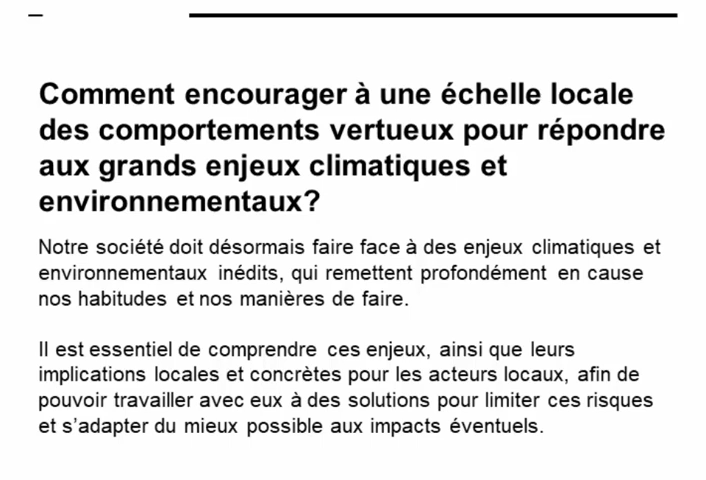 Comment encourager à une échelle locale
des comportements vertueux pour répondre
aux grands enjeux climatiques et
environnementaux?
Notre société doit désormais faire face à des enjeux climatiques et
environnementaux inédits, qui remettent profondément en cause
nos habitudes et nos manières de faire.
Il est essentiel de comprendre ces enjeux, ainsi que leurs
implications locales et concrètes pour les acteurs locaux, afin de
pouvoir travailler avec eux à des solutions pour limiter ces risques
et s’adapter du mieux possible aux impacts éventuels.